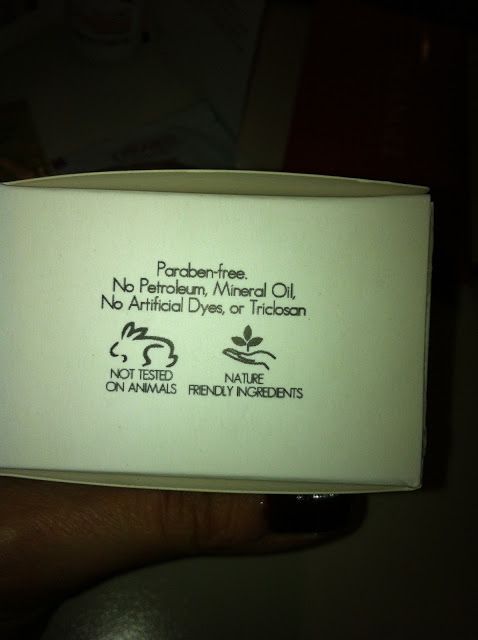 Paraben-free.
No Petroleum, Mineral Oil,
No Artificial Dyes, or Triclosan
NOT TESTED
ON ANIMALS
NATURE
FRIENDLY INGREDIENTS